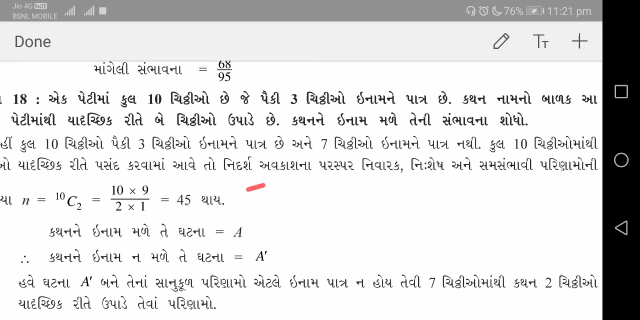 Jio 4G VoLTE
BSNL MOBILE
76% 11:21 pm
Done
TT
માંગેલી સંભાવના = 68/95
18 : એક પેટીમાં કુલ 10 ચિઠ્ઠીઓ છે જે પૈકી 3 ચિઠ્ઠીઓ ઇનામને પાત્ર છે. કથન નામનો બાળક આ
પેટીમાંથી યાદચ્છિક રીતે બે ચિઠ્ઠીઓ ઉપાડે છે. કથનને ઇનામ મળે તેની સંભાવના શોધો.
હીં કુલ 10 ચિઠ્ઠીઓ પૈકી 3 ચિઠ્ઠીઓ ઇનામને પાત્ર છે અને 7 ચિઠ્ઠીઓ ઇનામને પાત્ર નથી. કુલ 10 ચિઠ્ઠીઓમાંથી
ઓ યાદચ્છિક રીતે પસંદ કરવામાં આવે તો નિદર્શ અવકાશના પરસ્પર નિવારક, નિઃશેષ અને સમસંભાવી પરિણામોની
યા n = ¹⁰C₂ = 10 × 9 / 2 × 1 = 45 થાય.
કથનને ઇનામ મળે તે ઘટના = A
∴ કથનને ઇનામ ન મળે તે ઘટના = A′
હવે ઘટના A′ બને તેનાં સાનુકૂળ પરિણામો એટલે ઇનામ પાત્ર ન હોય તેવી 7 ચિઠ્ઠીઓમાંથી કથન 2 ચિઠ્ઠીઓ
યાદચ્છિક રીતે ઉપાડે તેવાં પરિણામો.